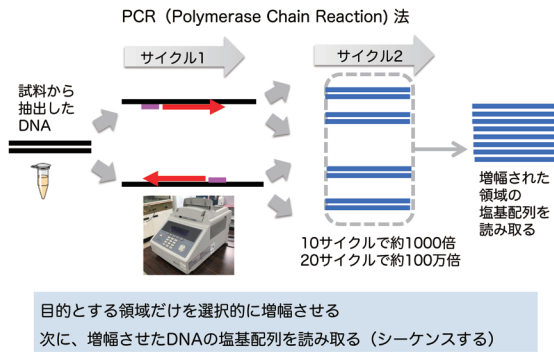 PCR（Polymerase Chain Reaction) 法
サイクル1
サイクル2
試料から
抽出した
DNA
増幅された
領域の
塩基配列を
読み取る
10サイクルで約1000倍
20サイクルで約100万倍
目的とする領域だけを選択的に増幅させる
次に、増幅させたDNAの塩基配列を読み取る（シーケンスする）